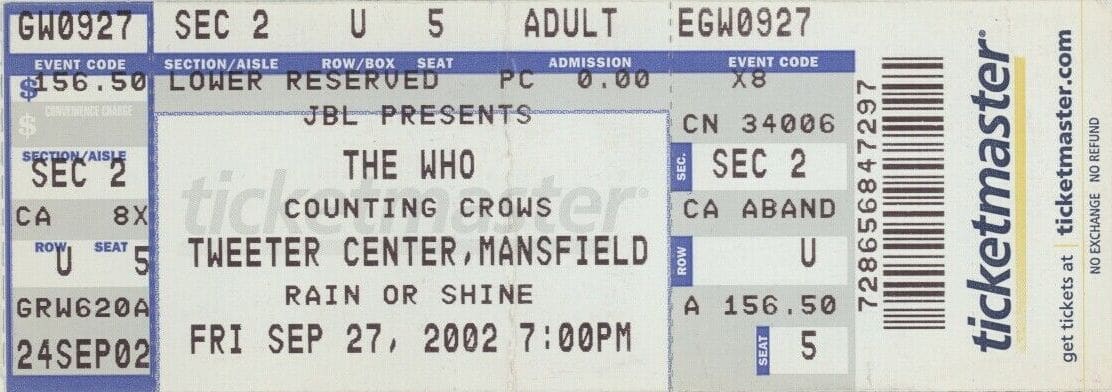 GW0927 SEC 2 U 5 ADULT EGW0927
EVENT CODE SECTION/AISLE ROW/BOX SEAT ADMISSION EVENT CODE
$156.50 LOWER RESERVED PC 0.00 X8
$ CONVENIENCE CHARGE
JBL PRESENTS
CN 34006
SECTION/AISLE
SEC 2
THE WHO
SEC. SEC 2
ticketmaster
CA 8X
COUNTING CROWS
CA ABAND
ROW SEAT
U 5
TWEETER CENTER,MANSFIELD
ROW U
GRW620A
RAIN OR SHINE
A 156.50
24SEP02
FRI SEP 27, 2002 7:00PM
SEAT 5
728656847297
ticketmaster
get tickets at ticketmaster.com
NO EXCHANGE NO REFUND